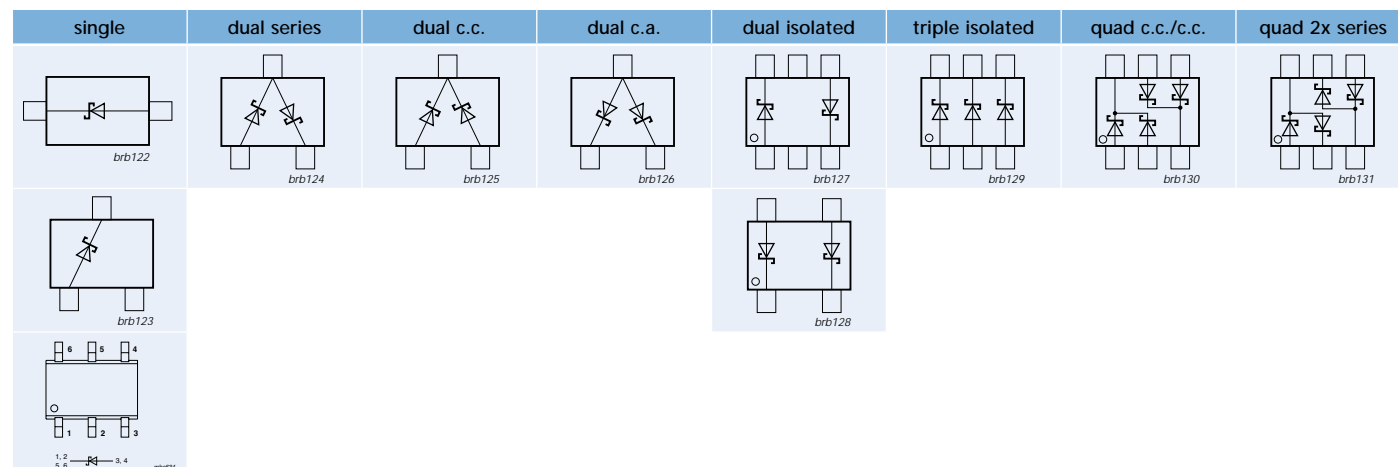 single dual series dual c.c. dual c.a. dual isolated triple isolated quad c.c./c.c. quad 2x series
brb122 brb124 brb125 brb126 brb127 brb129 brb130 brb131
brb123 brb128
6 5 4
1 2 3
1, 2 3, 4
5, 6